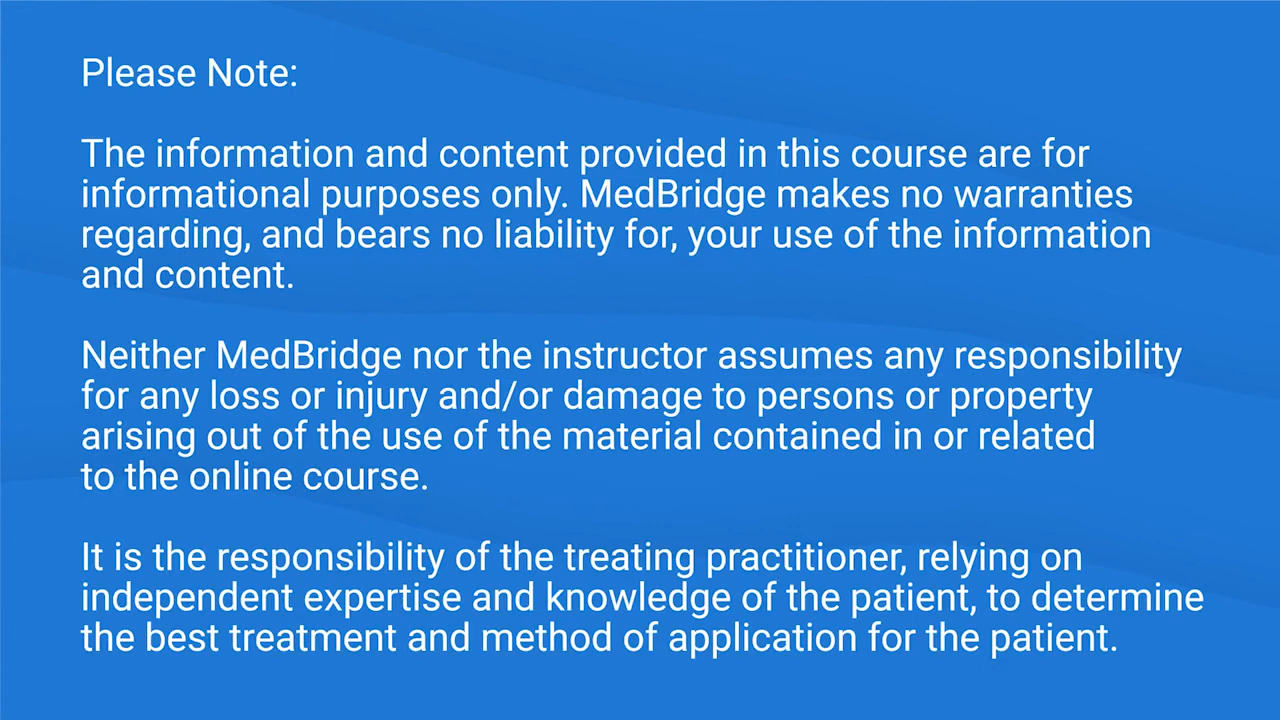 Please Note:
The information and content provided in this course are for
informational purposes only. MedBridge makes no warranties
regarding, and bears no liability for, your use of the information
and content.
Neither MedBridge nor the instructor assumes any responsibility
for any loss or injury and/or damage to persons or property
arising out of the use of the material contained in or related
to the online course.
It is the responsibility of the treating practitioner, relying on
independent expertise and knowledge of the patient, to determine
the best treatment and method of application for the patient.